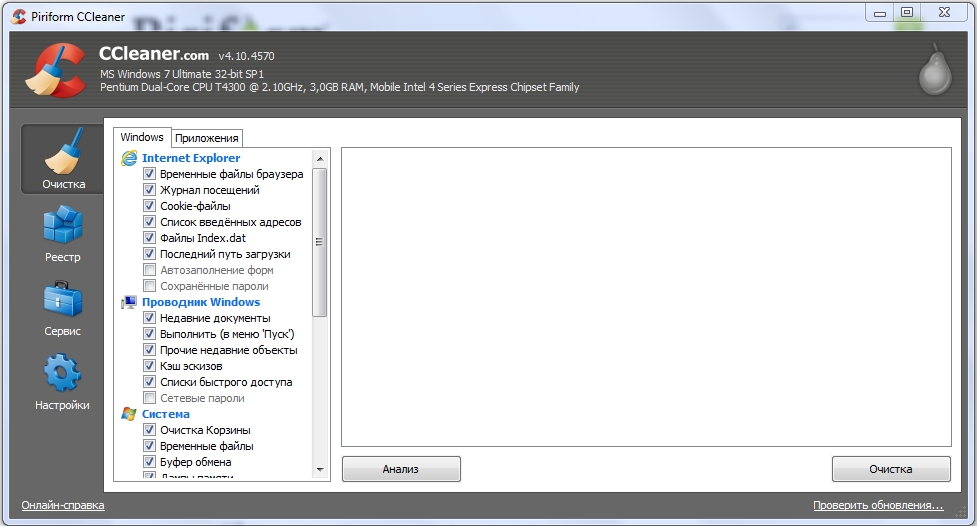 Piriform CCleaner
CCleaner.com v4.10.4570
MS Windows 7 Ultimate 32-bit SP1
Pentium Dual-Core CPU T4300 @ 2.10GHz, 3,0GB RAM, Mobile Intel 4 Series Express Chipset Family
Очистка
Реестр
Сервис
Настройки
Windows
Приложения
Internet Explorer
Временные файлы браузера
Журнал посещений
Cookie-файлы
Список введённых адресов
Файлы Index.dat
Последний путь загрузки
Автозаполнение форм
Сохранённые пароли
Проводник Windows
Недавние документы
Выполнить (в меню 'Пуск')
Прочие недавние объекты
Кэш эскизов
Списки быстрого доступа
Сетевые пароли
Система
Очистка Корзины
Временные файлы
Буфер обмена
Дампы памяти
Анализ
Очистка
Онлайн-справка
Проверить обновления...